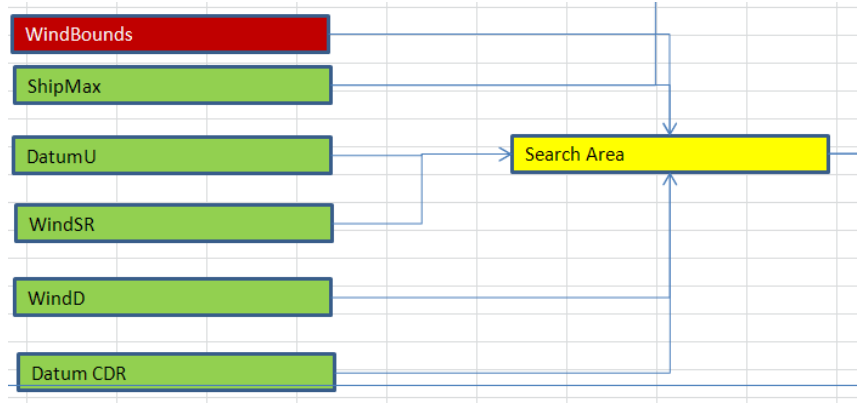 WindBounds
ShipMax
DatumU
Search Area
WindSR
WindD
Datum CDR